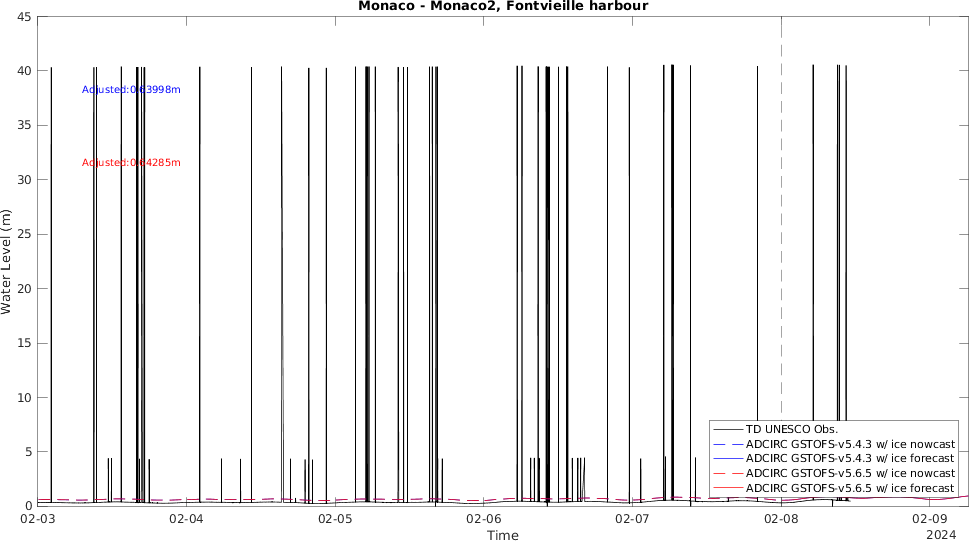 Monaco - Monaco2, Fontvieille harbour
45
40
35
30
25
20
15
10
5
0
Water Level (m)
Adjusted:0.63998m
Adjusted:0.64285m
TD UNESCO Obs.
ADCIRC GSTOFS-v5.4.3 w/ ice nowcast
ADCIRC GSTOFS-v5.4.3 w/ ice forecast
ADCIRC GSTOFS-v5.6.5 w/ ice nowcast
ADCIRC GSTOFS-v5.6.5 w/ ice forecast
02-03 02-04 02-05 02-06 02-07 02-08 02-09
Time
2024